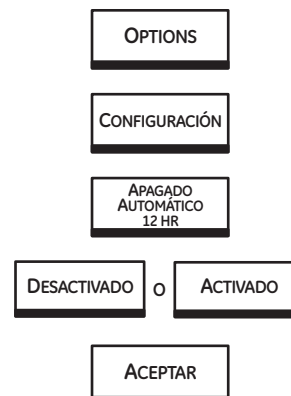 OPTIONS
CONFIGURACIÓN
APAGADO
AUTOMÁTICO
12 HR
DESACTIVADO O ACTIVADO
ACEPTAR